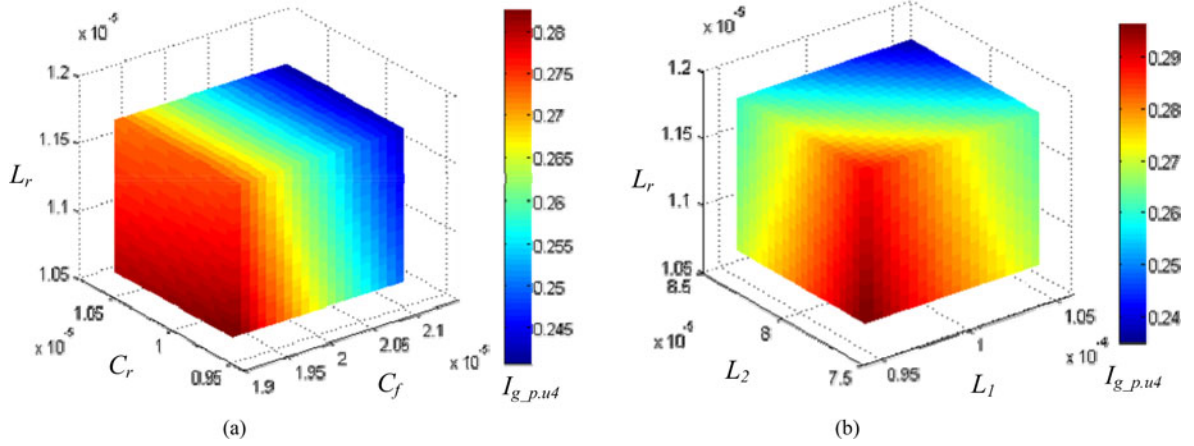 x 10⁻⁵
1.2
1.15
1.1
1.05
L_r
1.05
1
0.95
x 10⁻⁵
C_r
1.9
1.95
2
2.05
2.1
x 10⁻⁵
C_f
0.28
0.275
0.27
0.265
0.26
0.255
0.25
0.245
I_g_p.u4
(a)
x 10⁻⁵
1.2
1.15
1.1
1.05
L_r
8.5
8
7.5
x 10⁻⁵
L_2
0.95
1
1.05
x 10⁻⁴
L_1
0.29
0.28
0.27
0.26
0.25
0.24
I_g_p.u4
(b)